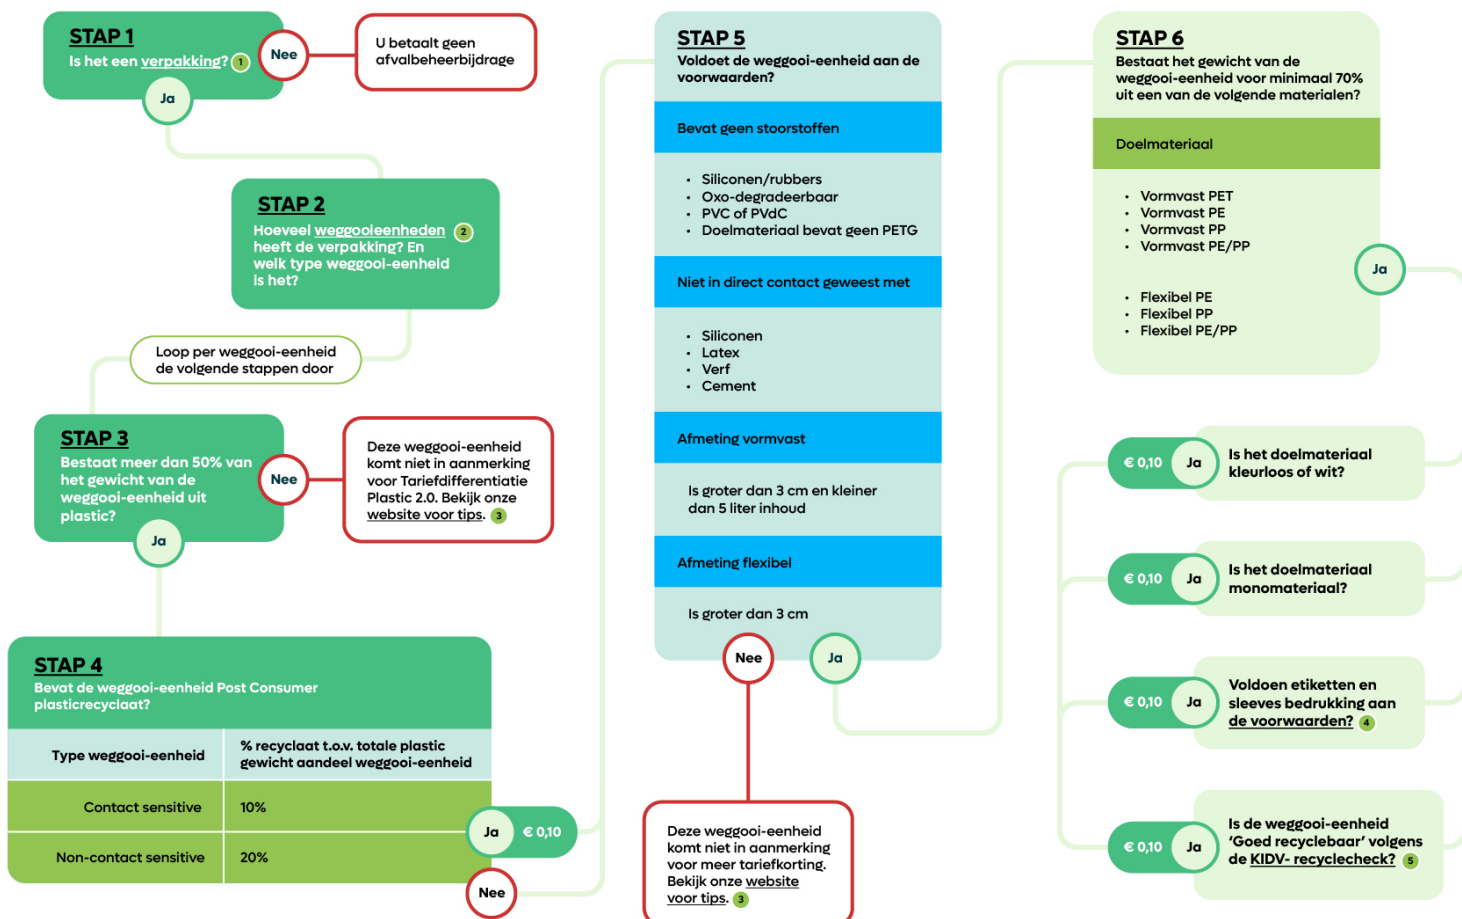 STAP 1
Is het een verpakking? 1
Nee
U betaalt geen
afvalbeheerbijdrage
Ja
STAP 2
Hoeveel weggooieenheden 2
heeft de verpakking? En
welk type weggooi-eenheid
is het?
Loop per weggooi-eenheid
de volgende stappen door
STAP 3
Bestaat meer dan 50% van
het gewicht van de
weggooi-eenheid uit
plastic?
Nee
Deze weggooi-eenheid
komt niet in aanmerking
voor Tariefdifferentiatie
Plastic 2.0. Bekijk onze
website voor tips. 3
Ja
STAP 4
Bevat de weggooi-eenheid Post Consumer
plasticrecyclaat?
Type weggooi-eenheid
% recyclaat t.o.v. totale plastic
gewicht aandeel weggooi-eenheid
Contact sensitive
10%
Non-contact sensitive
20%
Ja
€ 0,10
Nee
STAP 5
Voldoet de weggooi-eenheid aan de
voorwaarden?
Bevat geen stoorstoffen
• Siliconen/rubbers
• Oxo-degradeerbaar
• PVC of PVdC
• Doelmateriaal bevat geen PETG
Niet in direct contact geweest met
• Siliconen
• Latex
• Verf
• Cement
Afmeting vormvast
Is groter dan 3 cm en kleiner
dan 5 liter inhoud
Afmeting flexibel
Is groter dan 3 cm
Nee
Ja
Deze weggooi-eenheid
komt niet in aanmerking
voor meer tariefkorting.
Bekijk onze website
voor tips. 3
STAP 6
Bestaat het gewicht van de
weggooi-eenheid voor minimaal 70%
uit een van de volgende materialen?
Doelmateriaal
• Vormvast PET
• Vormvast PE
• Vormvast PP
• Vormvast PE/PP
• Flexibel PE
• Flexibel PP
• Flexibel PE/PP
Ja
€ 0,10
Ja
Is het doelmateriaal
kleurloos of wit?
€ 0,10
Ja
Is het doelmateriaal
monomateriaal?
€ 0,10
Ja
Voldoen etiketten en
sleeves bedrukking aan
de voorwaarden? 4
€ 0,10
Ja
Is de weggooi-eenheid
‘Goed recyclebaar’ volgens
de KIDV- recyclecheck? 5